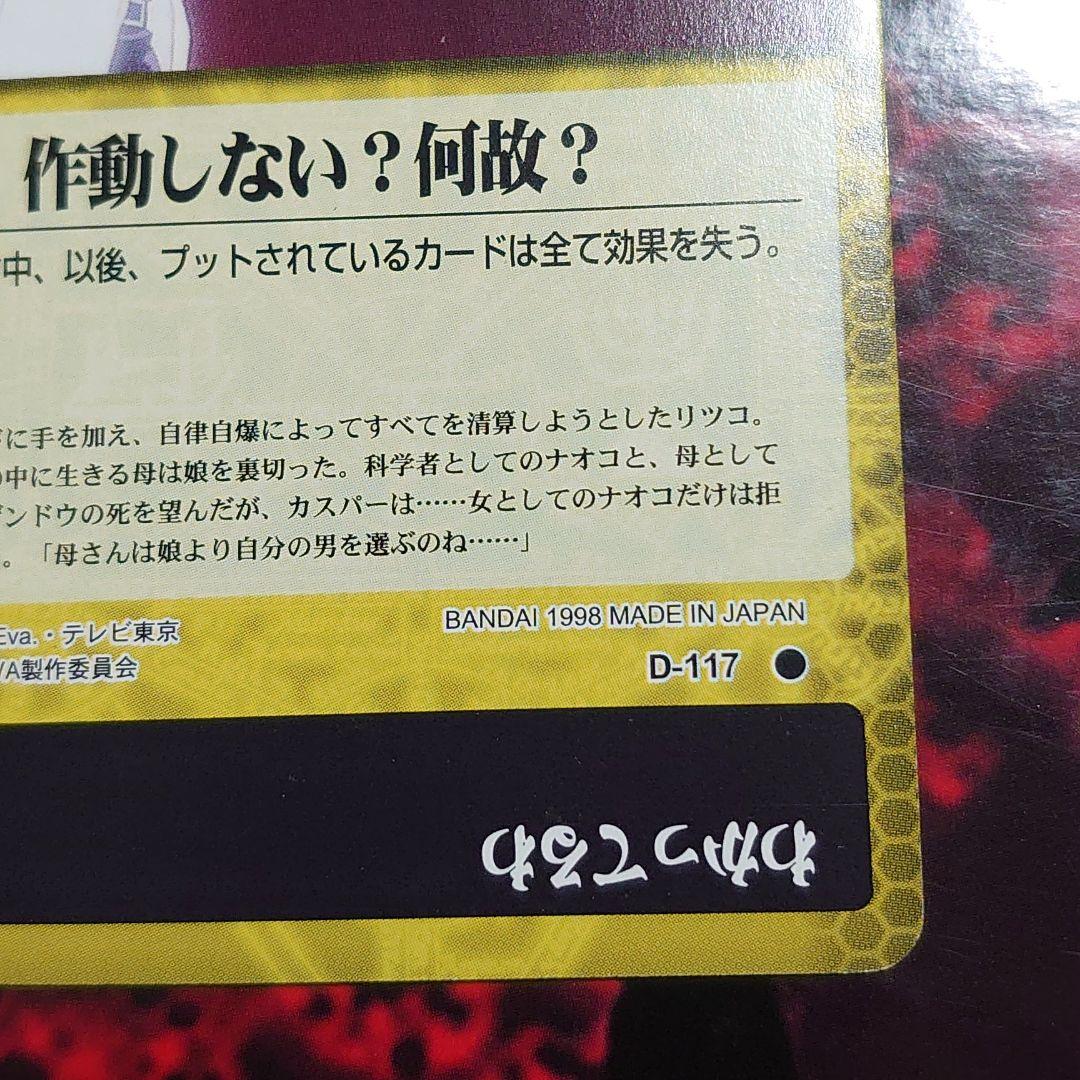 作動しない？何故？
中、以後、プットされているカードは全て効果を失う。
に手を加え、自律自爆によってすべてを清算しようとしたリツコ。
中に生きる母は娘を裏切った。科学者としてのナオコと、母として
ンドウの死を望んだが、カスパーは……女としてのナオコだけは拒
。「母さんは娘より自分の男を選ぶのね……」
Eva.・テレビ東京
VA製作委員会
BANDAI 1998 MADE IN JAPAN
D-117 ●
わかってるわ